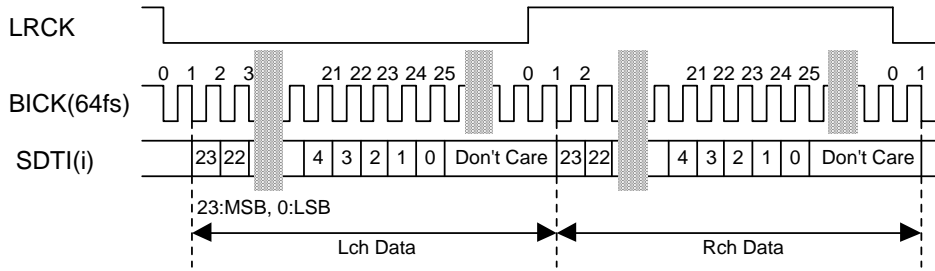 LRCK
0 1 2 3 21 22 23 24 25 0 1 2 21 22 23 24 25 0 1
BICK(64fs)
SDTI(i) 23 22 4 3 2 1 0 Don't Care 23 22 4 3 2 1 0 Don't Care
23:MSB, 0:LSB
Lch Data Rch Data